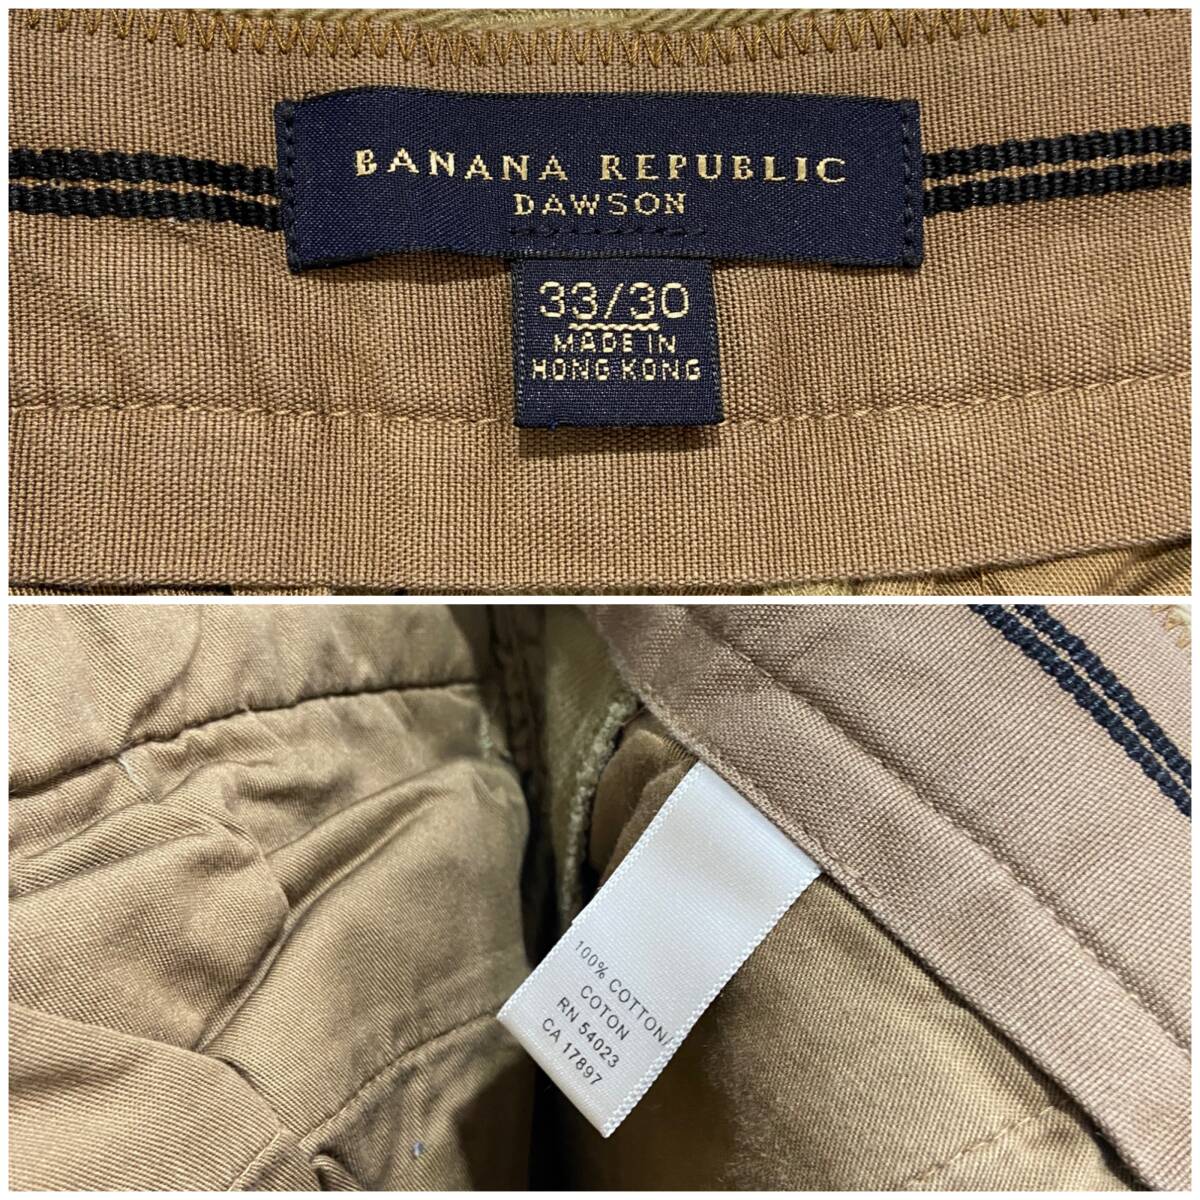 BANANA REPUBLIC
DAWSON
33/30
MADE IN
HONG KONG
100% COTTON/
COTON
RN 54023
CA 17897